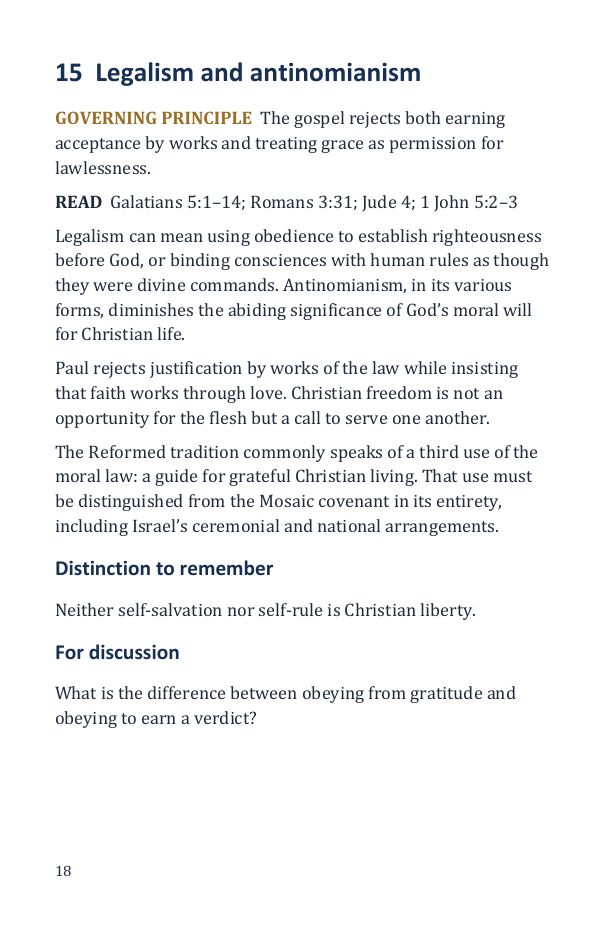 15 Legalism and antinomianism
GOVERNING PRINCIPLE The gospel rejects both earning
acceptance by works and treating grace as permission for
lawlessness.
READ Galatians 5:1–14; Romans 3:31; Jude 4; 1 John 5:2–3
Legalism can mean using obedience to establish righteousness
before God, or binding consciences with human rules as though
they were divine commands. Antinomianism, in its various
forms, diminishes the abiding significance of God’s moral will
for Christian life.
Paul rejects justification by works of the law while insisting
that faith works through love. Christian freedom is not an
opportunity for the flesh but a call to serve one another.
The Reformed tradition commonly speaks of a third use of the
moral law: a guide for grateful Christian living. That use must
be distinguished from the Mosaic covenant in its entirety,
including Israel’s ceremonial and national arrangements.
Distinction to remember
Neither self-salvation nor self-rule is Christian liberty.
For discussion
What is the difference between obeying from gratitude and
obeying to earn a verdict?
18